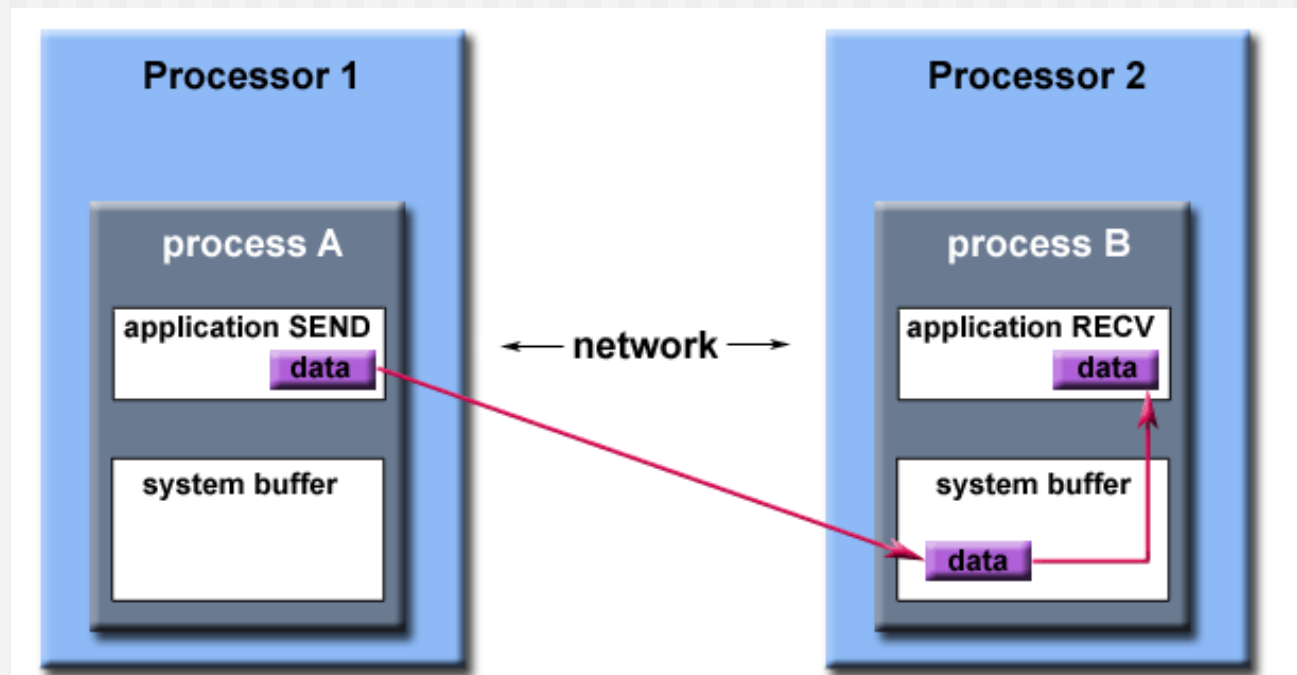 Processor 1
Processor 2
process A
process B
application SEND
data
network
application RECV
data
system buffer
system buffer
data